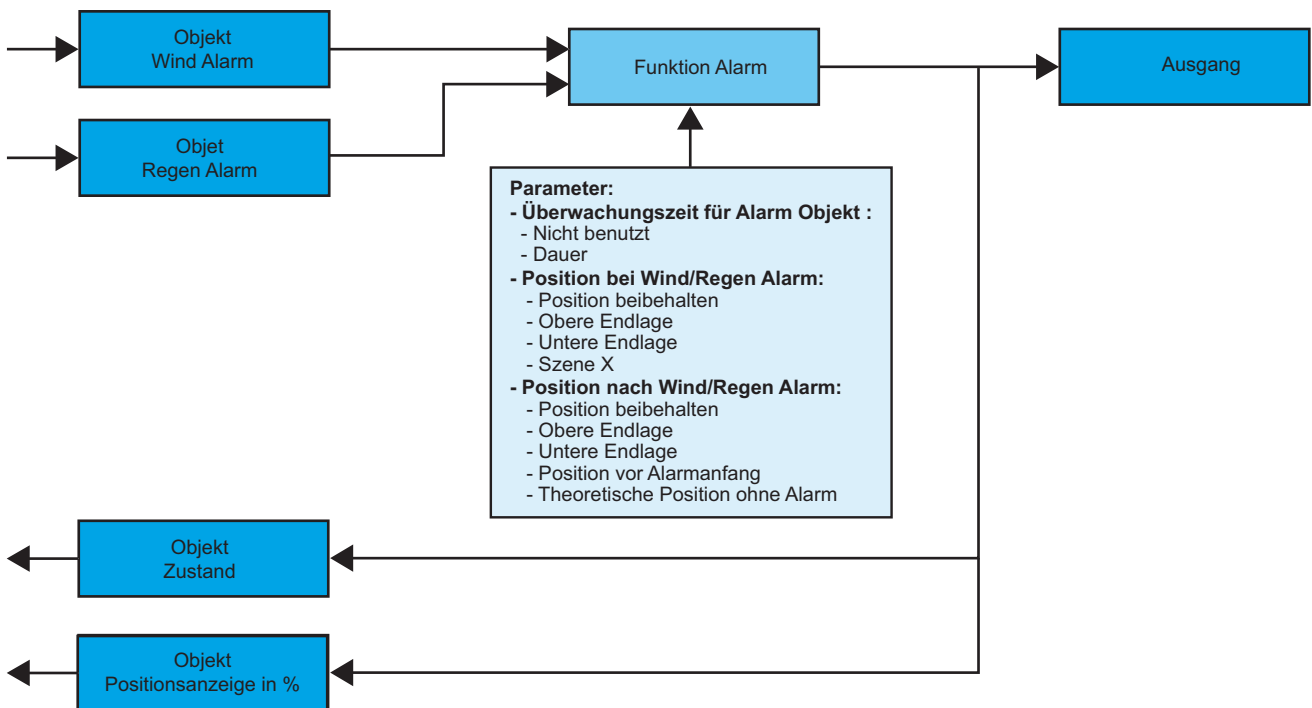 Objekt
Wind Alarm
Funktion Alarm
Ausgang
Objet
Regen Alarm
Parameter:
- Überwachungszeit für Alarm Objekt :
- Nicht benutzt
- Dauer
- Position bei Wind/Regen Alarm:
- Position beibehalten
- Obere Endlage
- Untere Endlage
- Szene X
- Position nach Wind/Regen Alarm:
- Position beibehalten
- Obere Endlage
- Untere Endlage
- Position vor Alarmanfang
- Theoretische Position ohne Alarm
Objekt
Zustand
Objekt
Positionsanzeige in %